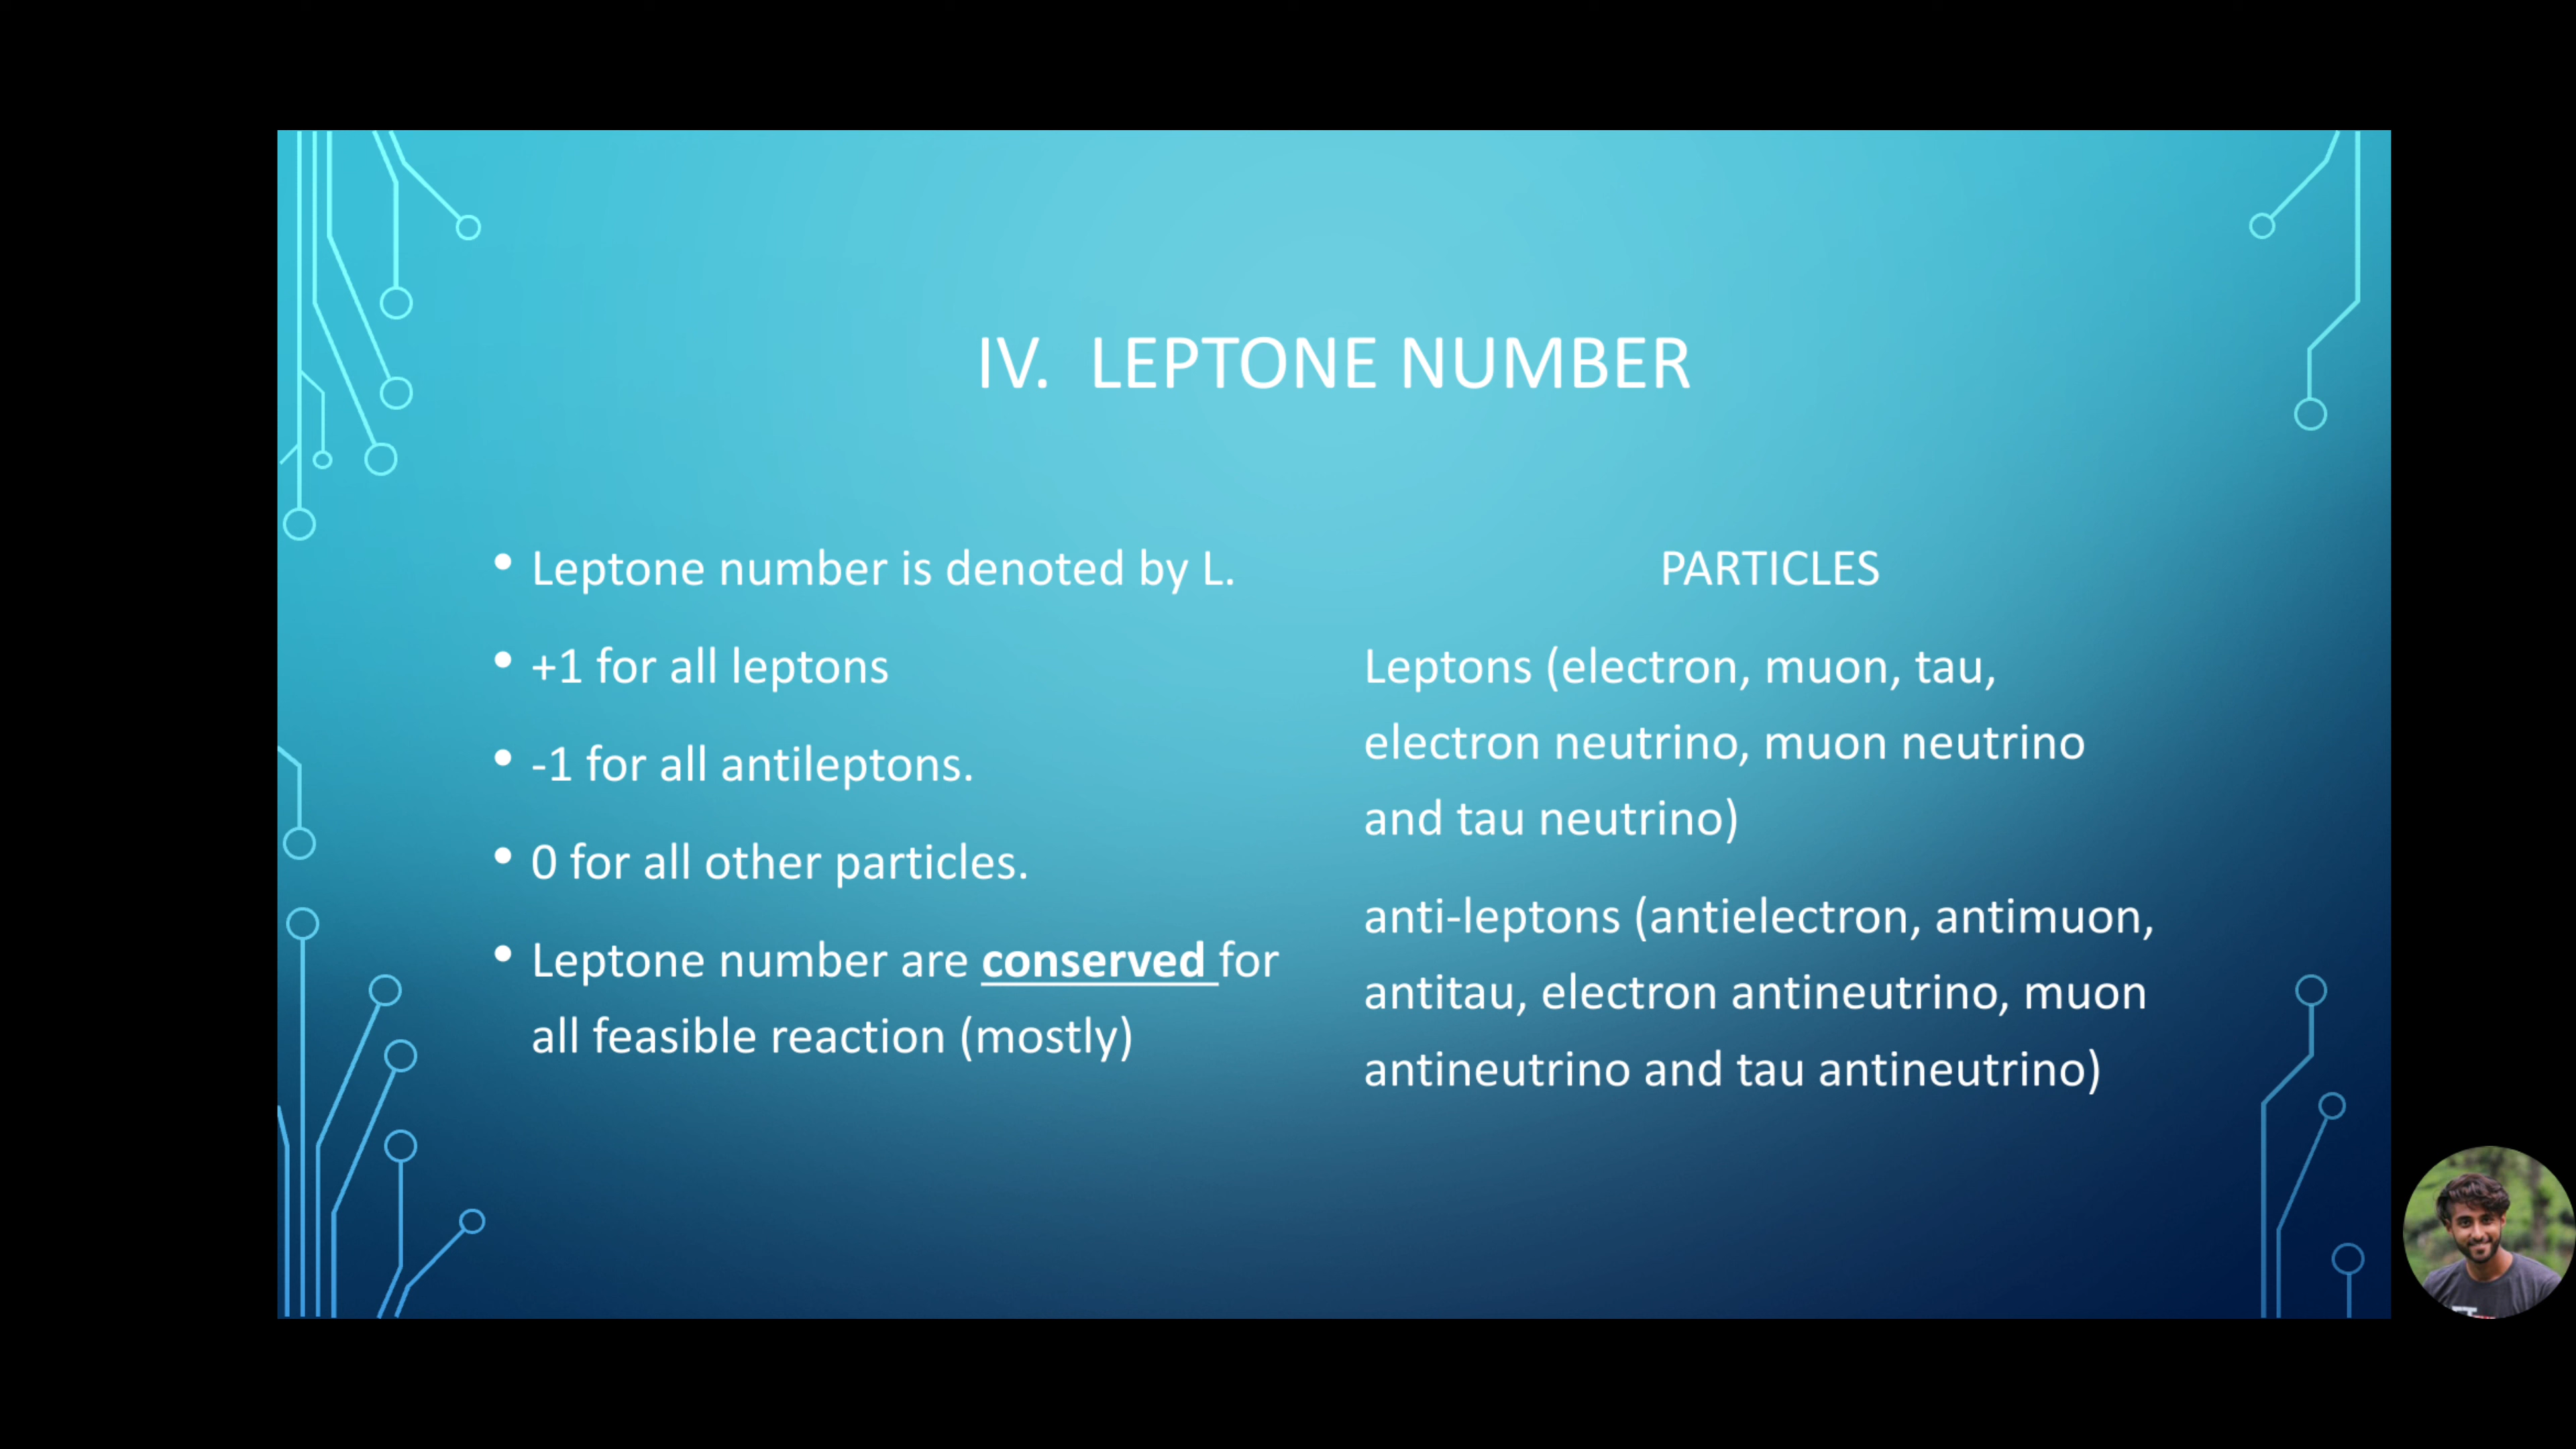 IV. LEPTONE NUMBER
• Leptone number is denoted by L.
• +1 for all leptons
• -1 for all antileptons.
• 0 for all other particles.
• Leptone number are conserved for
all feasible reaction (mostly)
PARTICLES
Leptons (electron, muon, tau,
electron neutrino, muon neutrino
and tau neutrino)
anti-leptons (antielectron, antimuon,
antitau, electron antineutrino, muon
antineutrino and tau antineutrino)